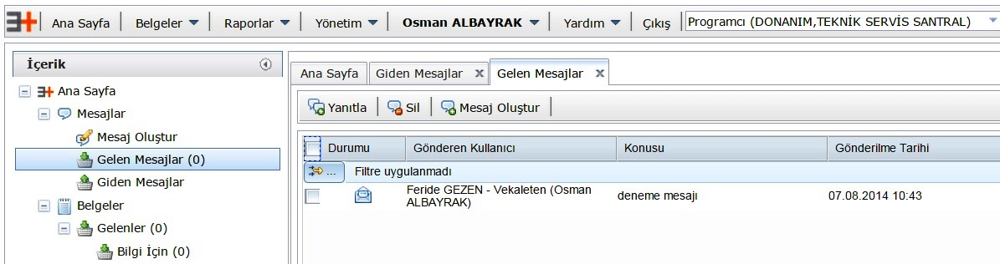 Ana Sayfa Belgeler Raporlar Yönetim Osman ALBAYRAK Yardım Çıkış Programcı (DONANIM,TEKNİK SERVİS SANTRAL)
İçerik
Ana Sayfa
Mesajlar
Mesaj Oluştur
Gelen Mesajlar (0)
Giden Mesajlar
Belgeler
Gelenler (0)
Bilgi İçin (0)
Ana Sayfa Giden Mesajlar Gelen Mesajlar
Yanıtla Sil Mesaj Oluştur
Durumu Gönderen Kullanıcı Konusu Gönderilme Tarihi
... Filtre uygulanmadı
Feride GEZEN - Vekaleten (Osman
ALBAYRAK) deneme mesajı 07.08.2014 10:43